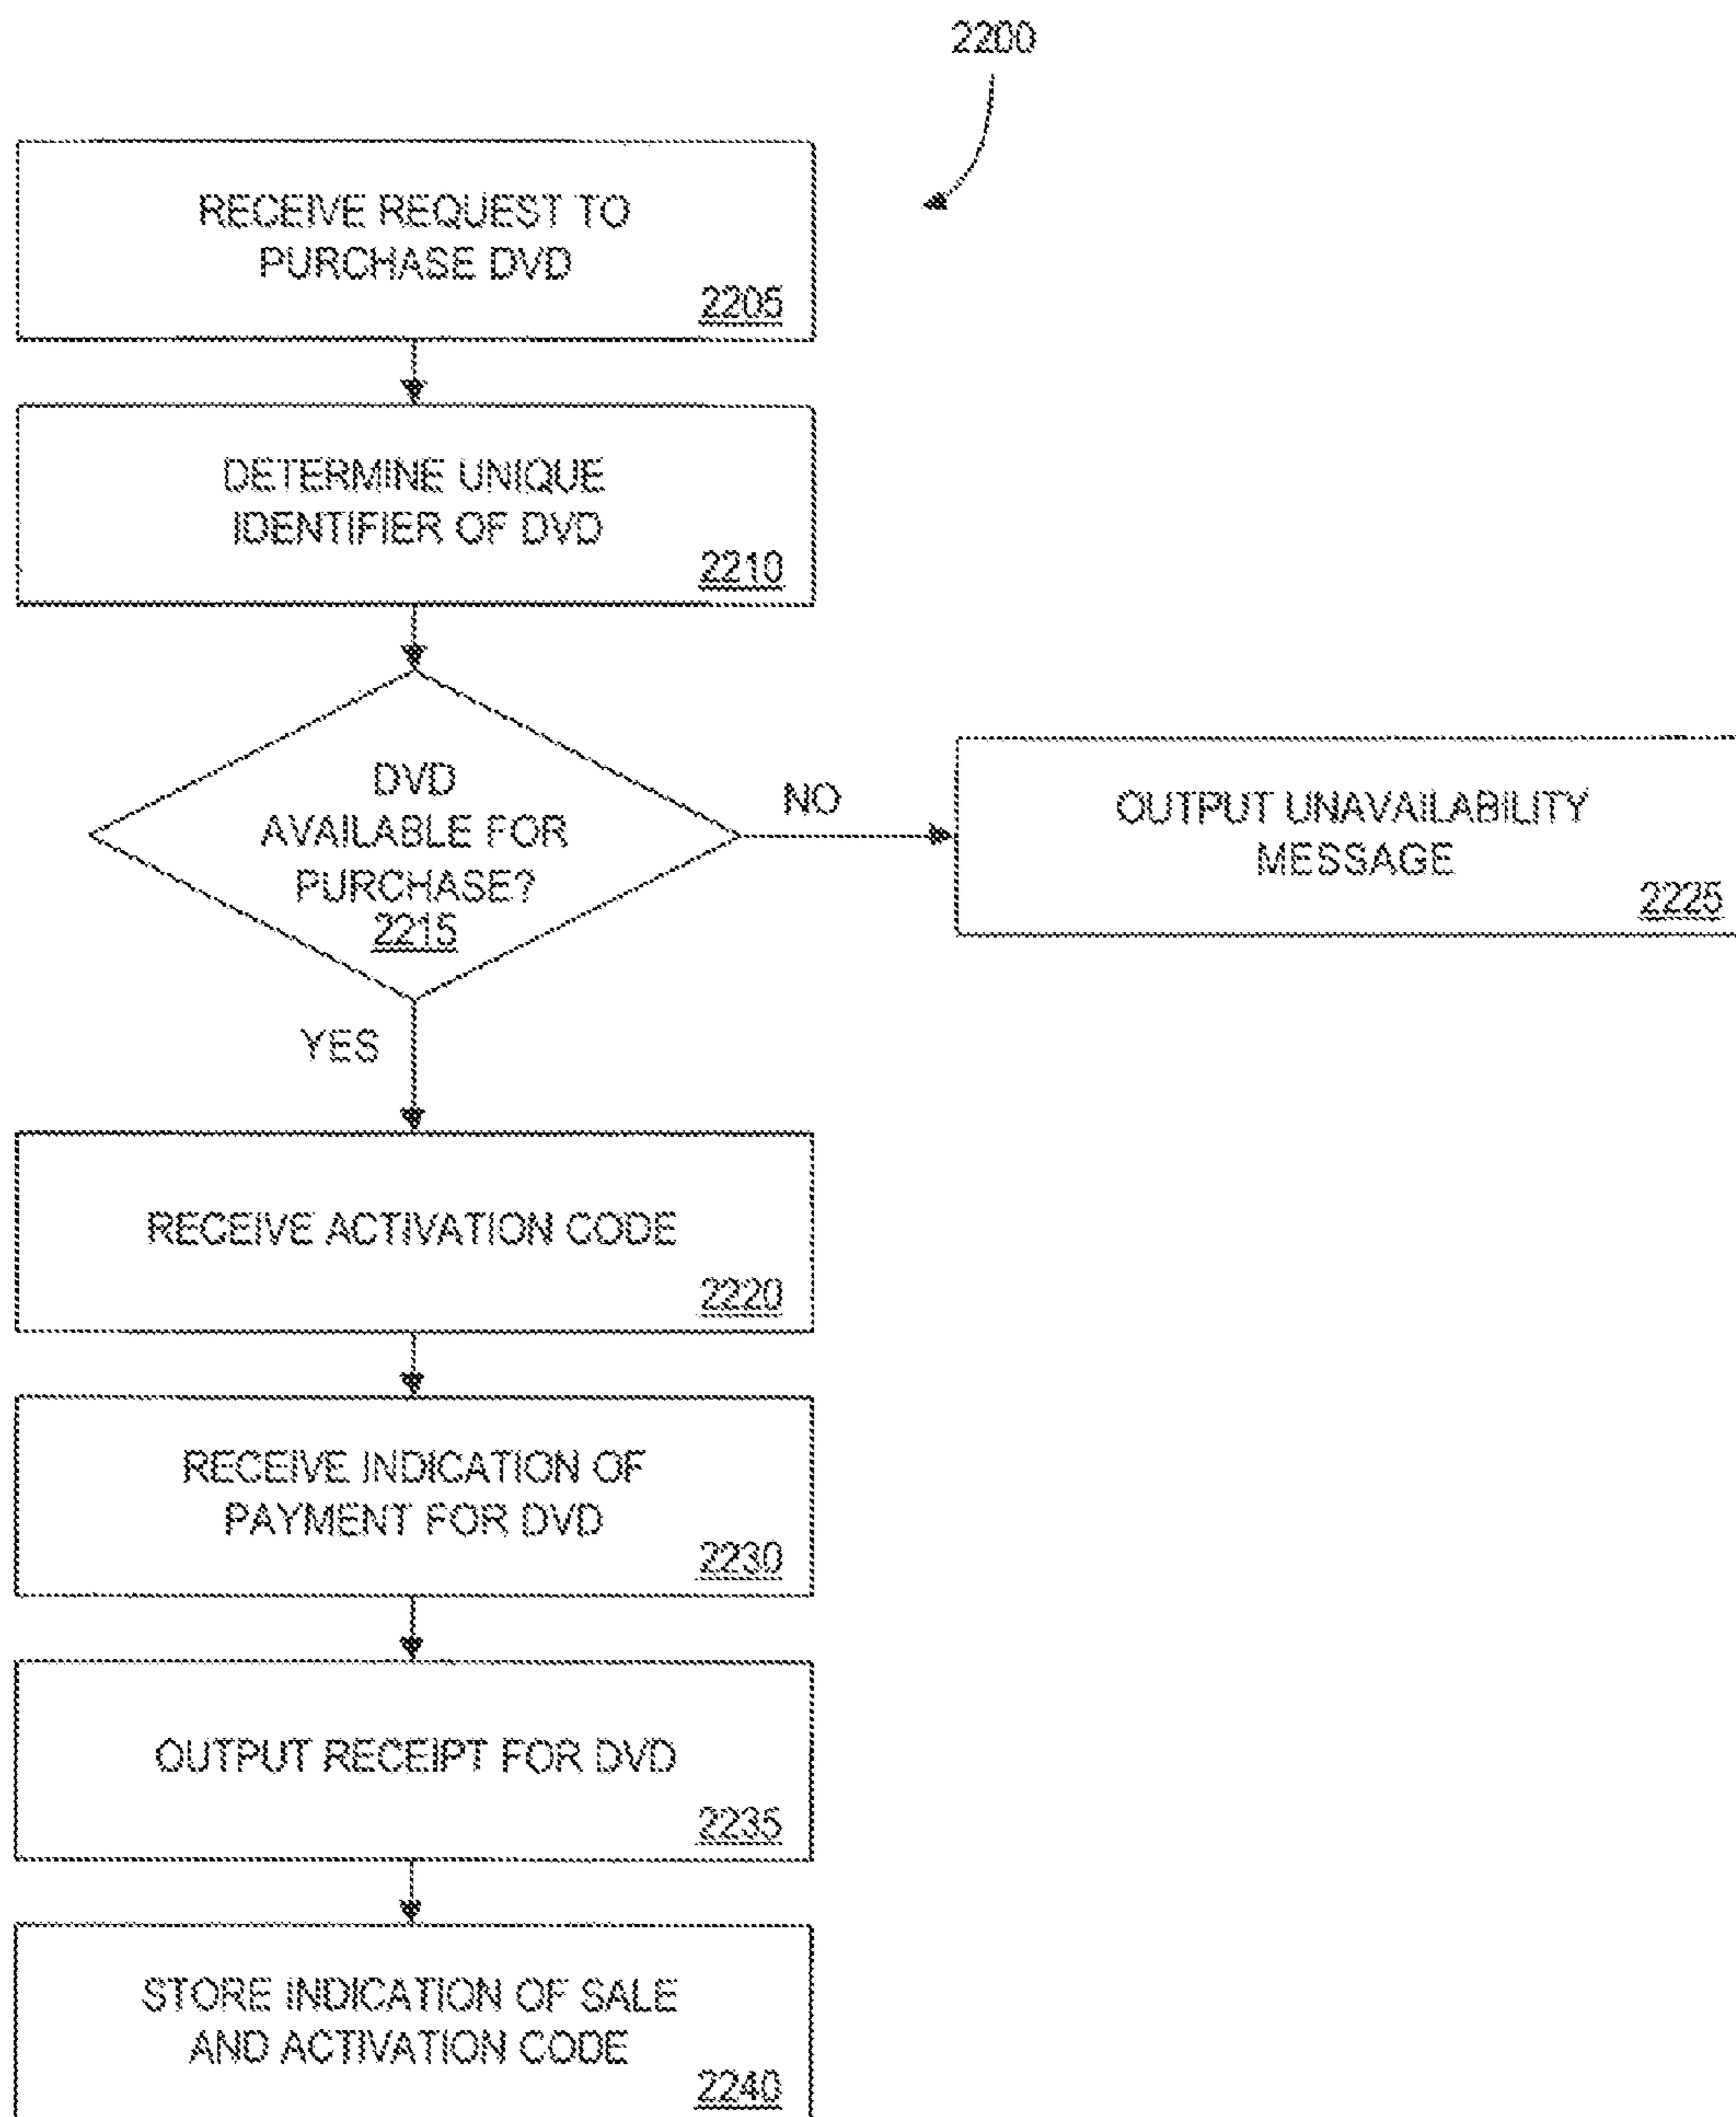 2200
RECEIVE REQUEST TO
PURCHASE DVD
2205
DETERMINE UNIQUE
IDENTIFIER OF DVD
2210
DVD
AVAILABLE FOR
PURCHASE?
2215
NO
OUTPUT UNAVAILABILITY
MESSAGE
2225
YES
RECEIVE ACTIVATION CODE
2220
RECEIVE INDICATION OF
PAYMENT FOR DVD
2230
OUTPUT RECEIPT FOR DVD
2235
STORE INDICATION OF SALE
AND ACTIVATION CODE
2240